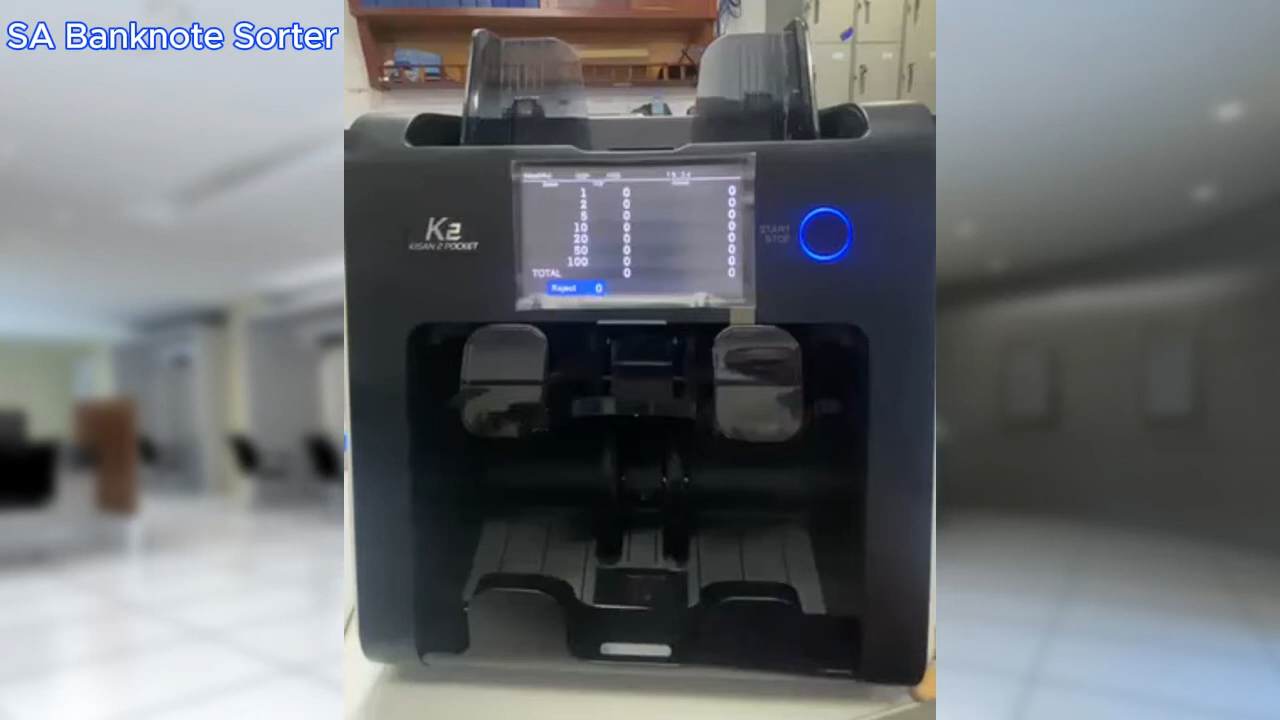 SA Banknote Sorter
K2
KISAN 2 POCKET
START
STOP
1 0 0
2 0 0
5 0 0
10 0 0
20 0 0
50 0 0
100 0 0
TOTAL 0 0
Reject 0